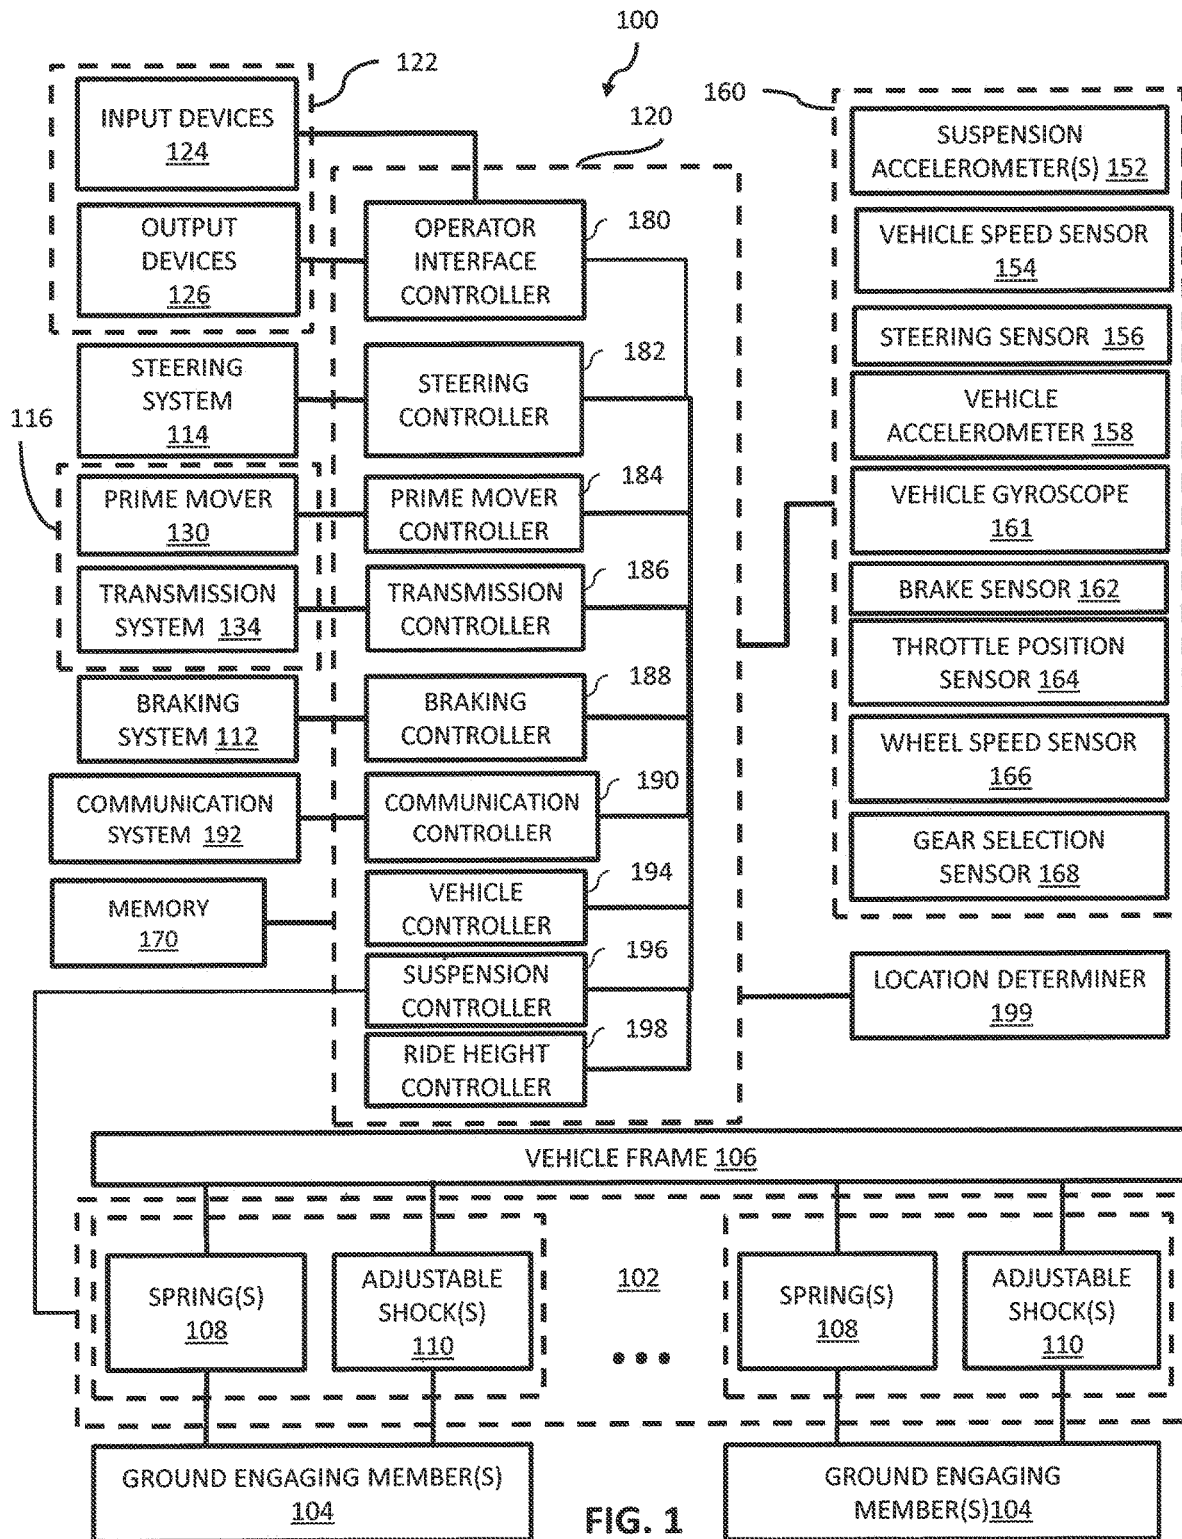 100
122
INPUT DEVICES
124
OUTPUT
DEVICES
126
120
OPERATOR
INTERFACE
CONTROLLER
180
STEERING
SYSTEM
114
STEERING
CONTROLLER
182
116
PRIME MOVER
130
PRIME MOVER
CONTROLLER
184
TRANSMISSION
SYSTEM 134
TRANSMISSION
CONTROLLER
186
BRAKING
SYSTEM 112
BRAKING
CONTROLLER
188
COMMUNICATION
SYSTEM 192
COMMUNICATION
CONTROLLER
190
MEMORY
170
VEHICLE
CONTROLLER
194
SUSPENSION
CONTROLLER
196
RIDE HEIGHT
CONTROLLER
198
160
SUSPENSION
ACCELEROMETER(S) 152
VEHICLE SPEED SENSOR
154
STEERING SENSOR 156
VEHICLE
ACCELEROMETER 158
VEHICLE GYROSCOPE
161
BRAKE SENSOR 162
THROTTLE POSITION
SENSOR 164
WHEEL SPEED SENSOR
166
GEAR SELECTION
SENSOR 168
LOCATION DETERMINER
199
VEHICLE FRAME 106
SPRING(S)
108
ADJUSTABLE
SHOCK(S)
110
102
SPRING(S)
108
ADJUSTABLE
SHOCK(S)
110
GROUND ENGAGING MEMBER(S)
104
GROUND ENGAGING
MEMBER(S)104
FIG. 1